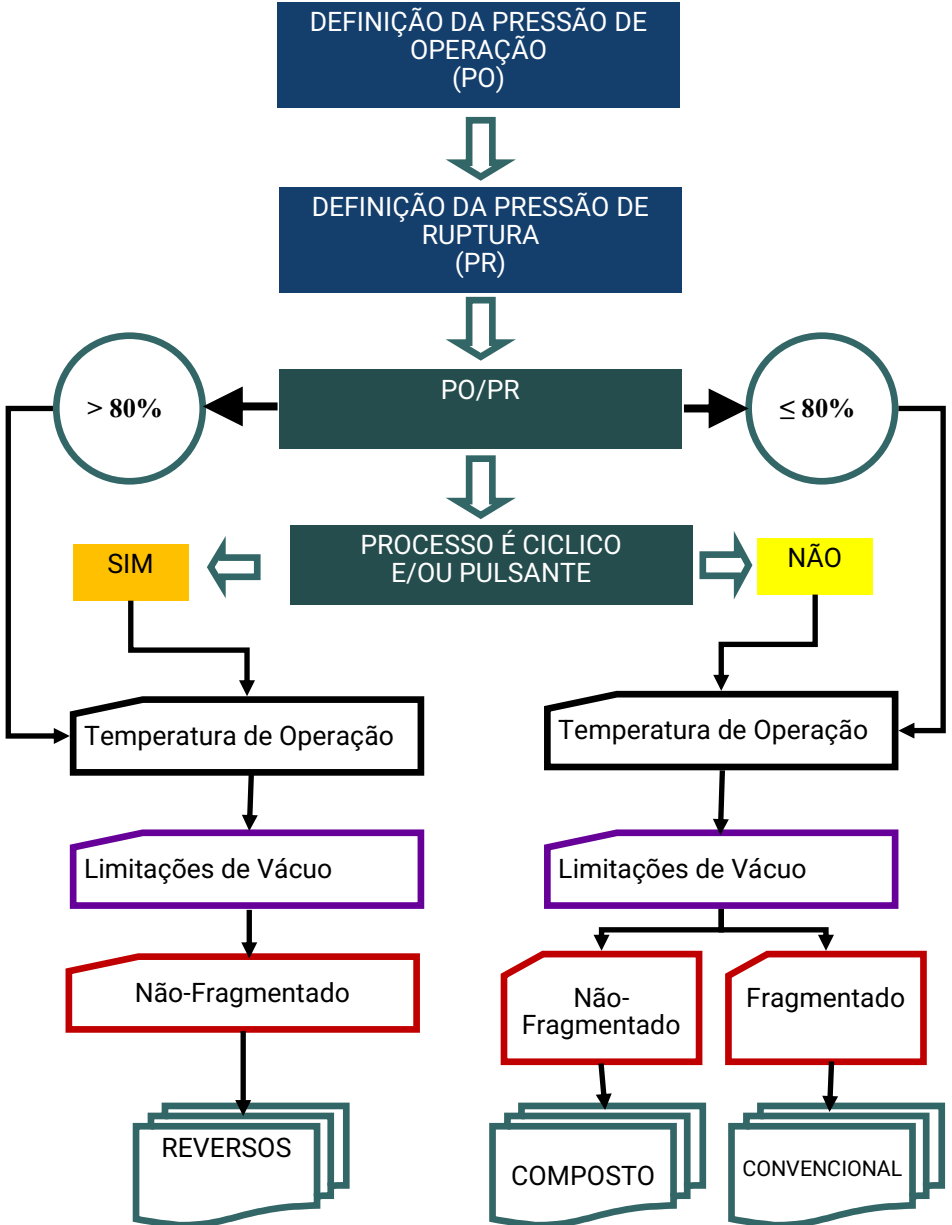 DEFINIÇÃO DA PRESSÃO DE
OPERAÇÃO
(PO)
DEFINIÇÃO DA PRESSÃO DE
RUPTURA
(PR)
> 80%
PO/PR
≤ 80%
SIM
PROCESSO É CICLICO
E/OU PULSANTE
NÃO
Temperatura de Operação
Temperatura de Operação
Limitações de Vácuo
Limitações de Vácuo
Não-Fragmentado
Não-
Fragmentado
Fragmentado
REVERSOS
COMPOSTO
CONVENCIONAL